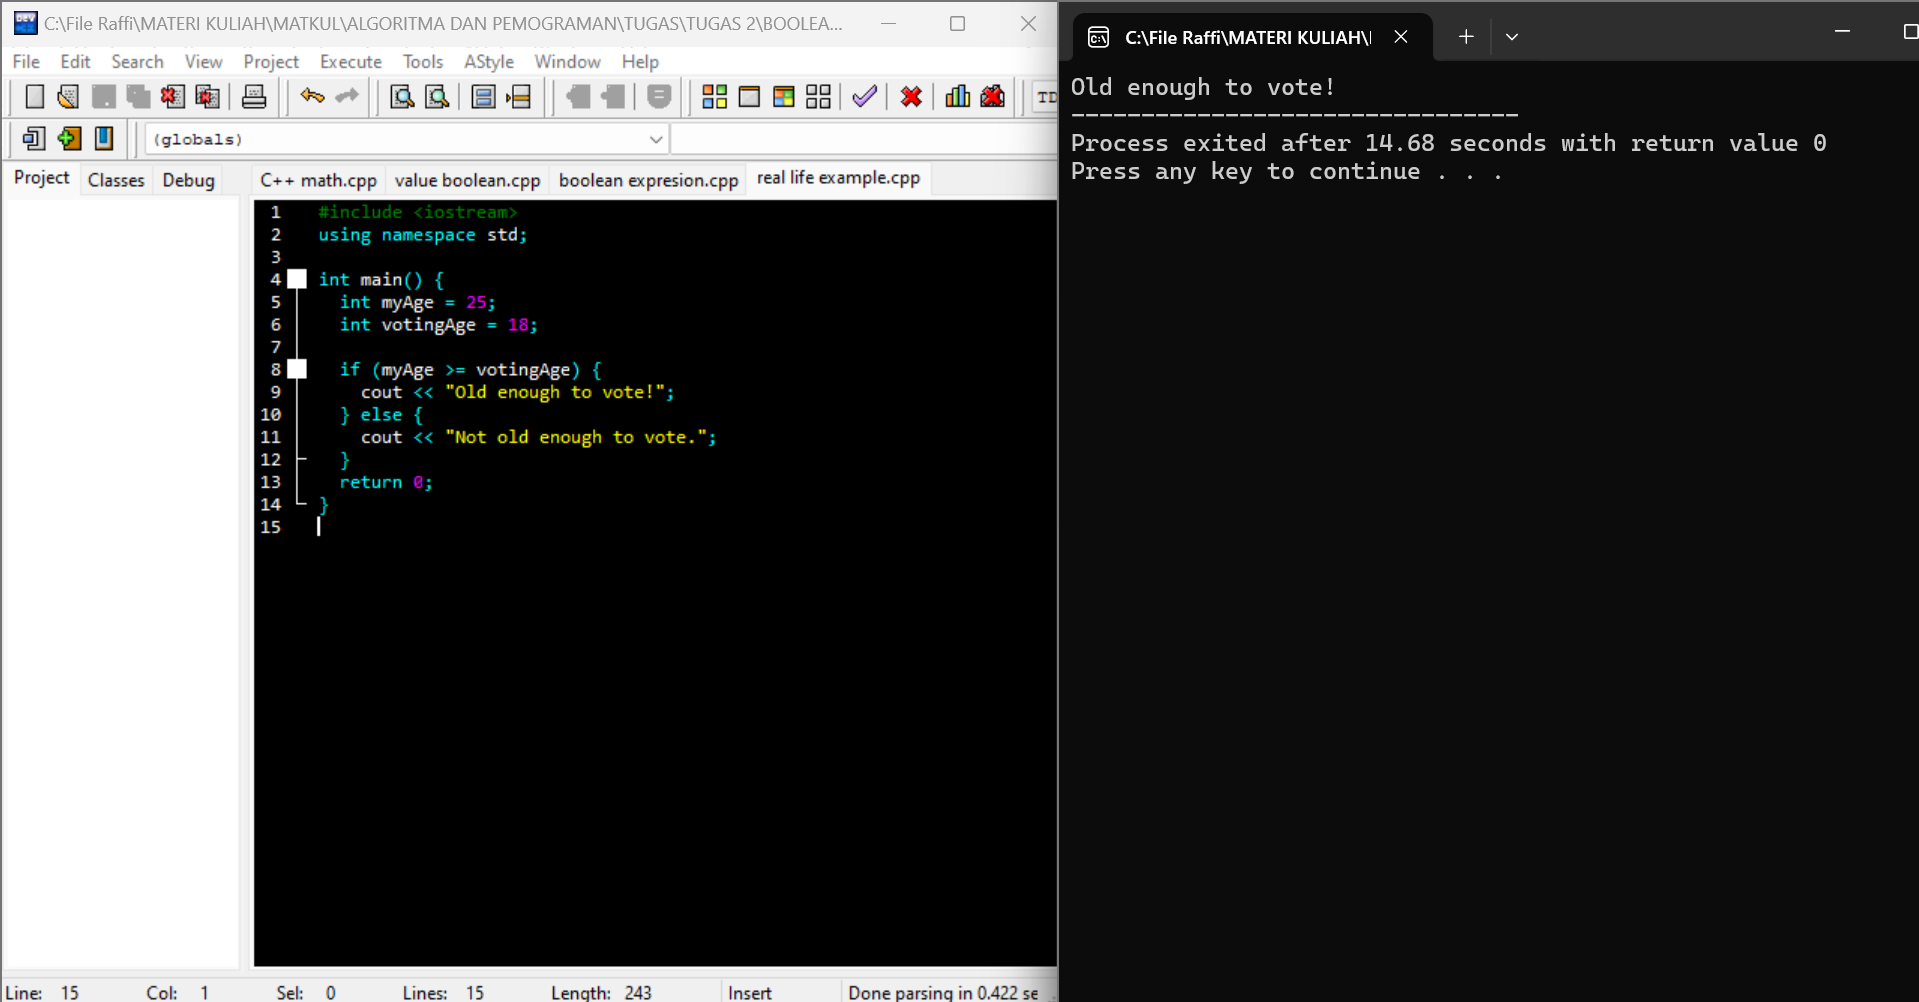 C:\File Raffi\MATERI KULIAH\MATKUL\ALGORITMA DAN PEMOGRAMAN\TUGAS\TUGAS 2\BOOLEA...
File Edit Search View Project Execute Tools AStyle Window Help
TD
(globals)
Project Classes Debug
C++ math.cpp value boolean.cpp boolean expresion.cpp real life example.cpp
1 #include <iostream>
2 using namespace std;
3
4 int main() {
5 int myAge = 25;
6 int votingAge = 18;
7
8 if (myAge >= votingAge) {
9 cout << "Old enough to vote!";
10 } else {
11 cout << "Not old enough to vote.";
12 }
13 return 0;
14 }
15
Line: 15 Col: 1 Sel: 0 Lines: 15 Length: 243 Insert Done parsing in 0.422 se
C:\File Raffi\MATERI KULIAH\
Old enough to vote!
--------------------------------
Process exited after 14.68 seconds with return value 0
Press any key to continue . . .